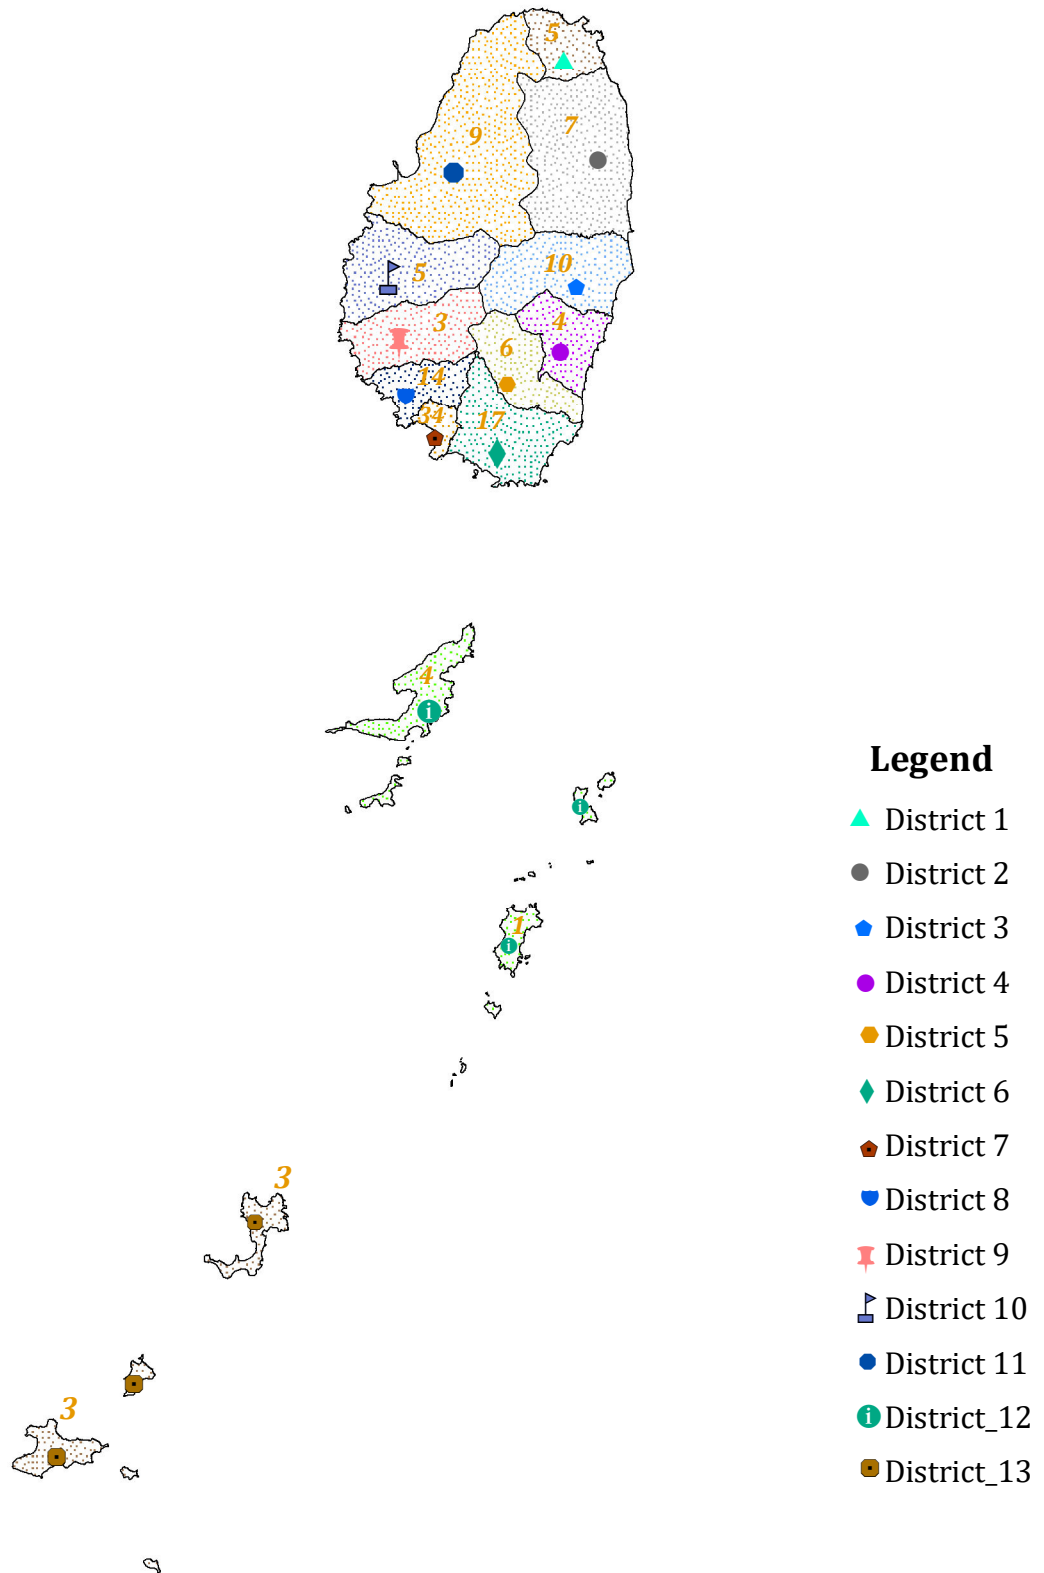 5
7
9
10
5
3
4
6
14
34
17
4
i
i
1
i
3
3
Legend
District 1
District 2
District 3
District 4
District 5
District 6
District 7
District 8
District 9
District 10
District 11
i District_12
District_13